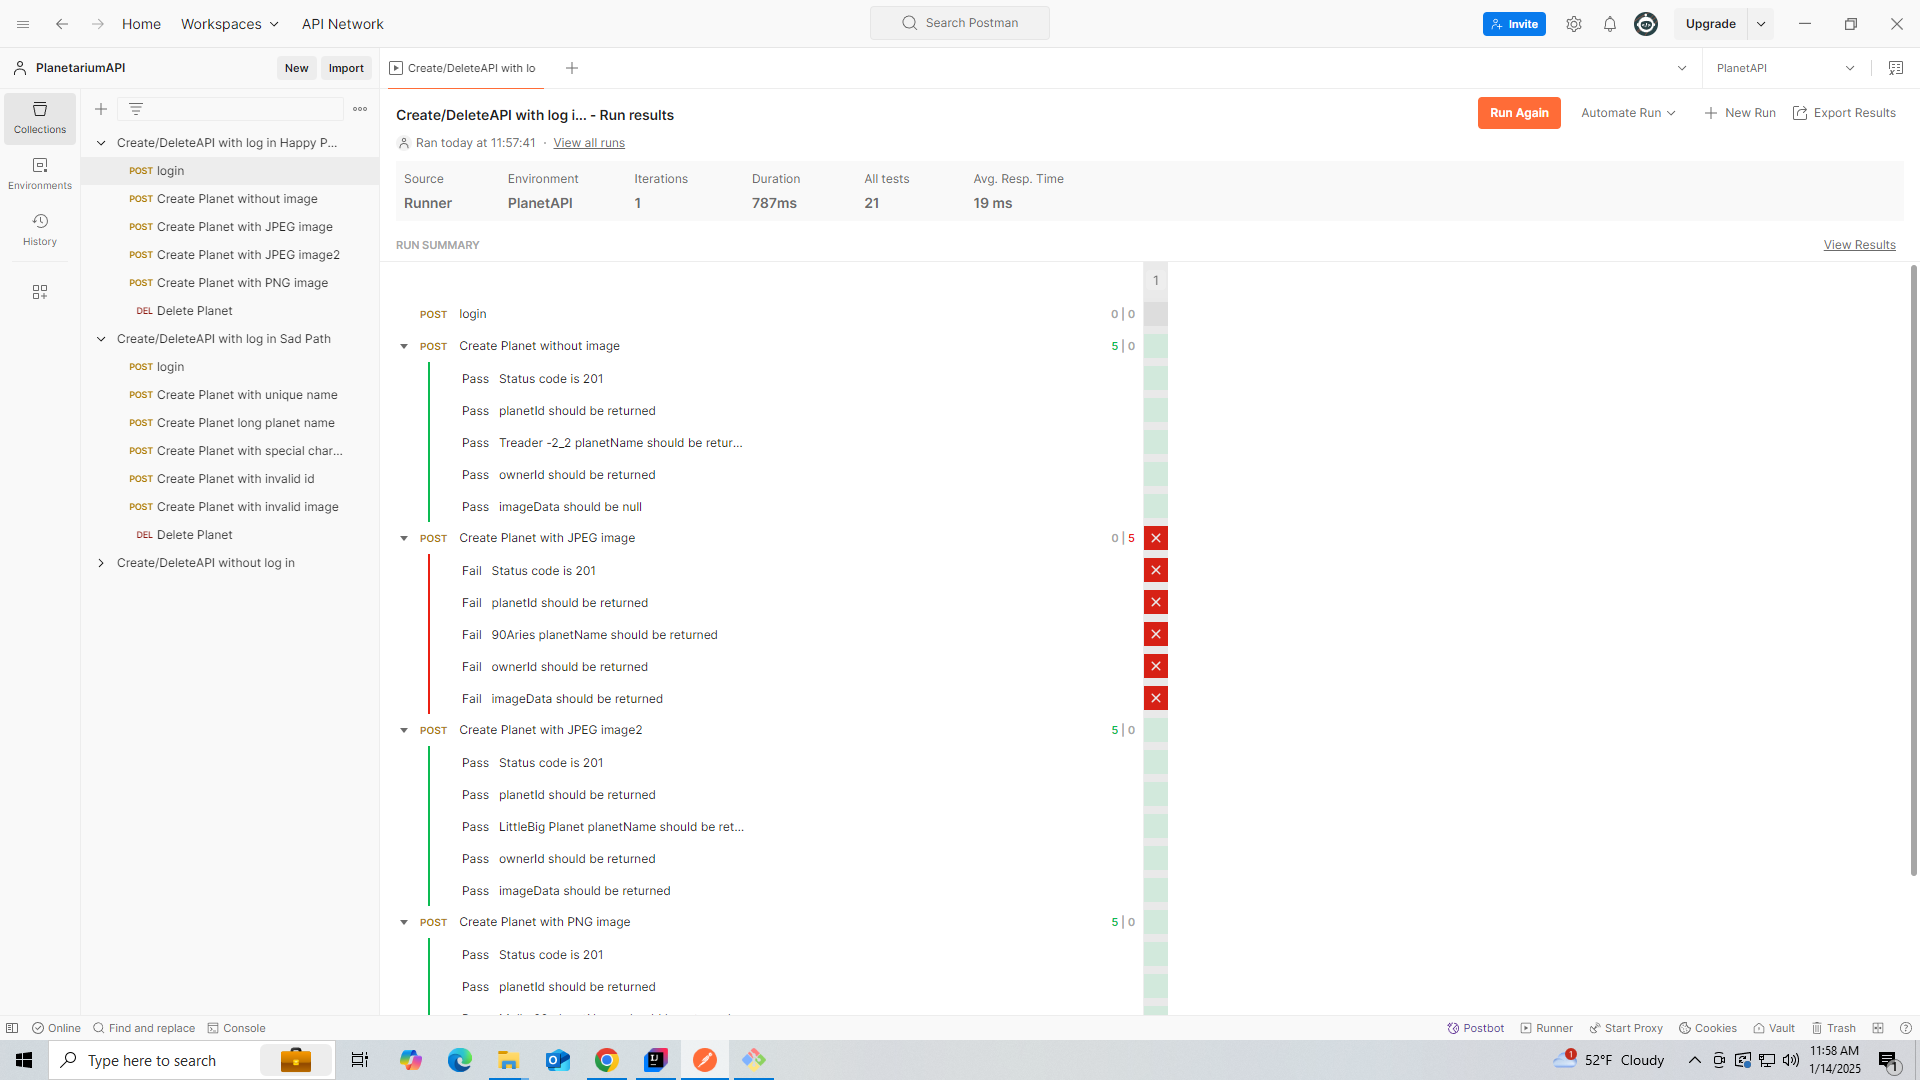 Home Workspaces API Network
Search Postman
Invite
Upgrade
PlanetariumAPI
New
Import
Create/DeleteAPI with lo
PlanetAPI
Collections
Environments
History
Create/DeleteAPI with log in Happy P...
POST login
POST Create Planet without image
POST Create Planet with JPEG image
POST Create Planet with JPEG image2
POST Create Planet with PNG image
DEL Delete Planet
Create/DeleteAPI with log in Sad Path
POST login
POST Create Planet with unique name
POST Create Planet long planet name
POST Create Planet with special char...
POST Create Planet with invalid id
POST Create Planet with invalid image
DEL Delete Planet
Create/DeleteAPI without log in
Create/DeleteAPI with log i... - Run results
Run Again
Automate Run
New Run
Export Results
Ran today at 11:57:41 · View all runs
Source Environment Iterations Duration All tests Avg. Resp. Time
Runner PlanetAPI 1 787ms 21 19 ms
RUN SUMMARY
View Results
1
POST login 0 | 0
POST Create Planet without image 5 | 0
Pass Status code is 201
Pass planetId should be returned
Pass Treader -2_2 planetName should be retur...
Pass ownerId should be returned
Pass imageData should be null
POST Create Planet with JPEG image 0 | 5
Fail Status code is 201
Fail planetId should be returned
Fail 90Aries planetName should be returned
Fail ownerId should be returned
Fail imageData should be returned
POST Create Planet with JPEG image2 5 | 0
Pass Status code is 201
Pass planetId should be returned
Pass LittleBig Planet planetName should be ret...
Pass ownerId should be returned
Pass imageData should be returned
POST Create Planet with PNG image 5 | 0
Pass Status code is 201
Pass planetId should be returned
Online Find and replace Console
Postbot Runner Start Proxy Cookies Vault Trash
Type here to search
1
52°F Cloudy
11:58 AM
1/14/2025
1